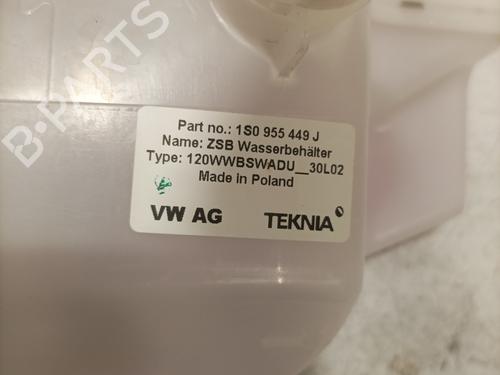 B-PARTS
Part no.: 1S0 955 449 J
Name: ZSB Wasserbehälter
Type: 120WWBSWADU__30L02
Made in Poland
VW AG TEKNIA